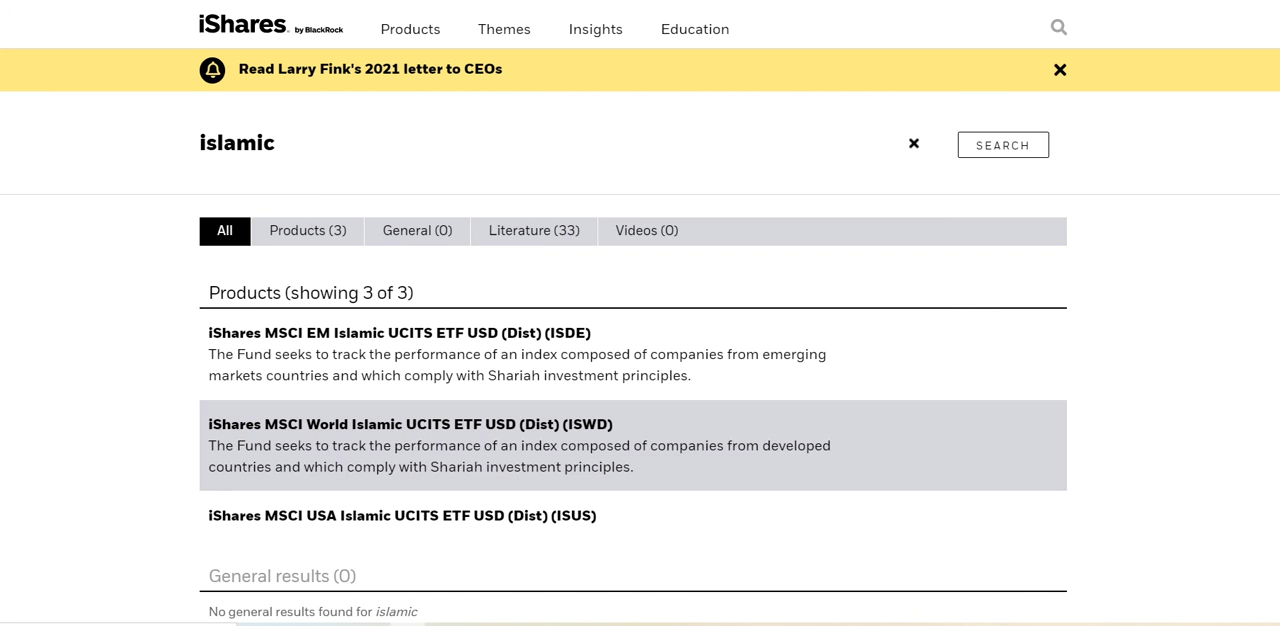 iShares. by BlackRock Products Themes Insights Education
Read Larry Fink's 2021 letter to CEOs
islamic SEARCH
All Products (3) General (0) Literature (33) Videos (0)
Products (showing 3 of 3)
iShares MSCI EM Islamic UCITS ETF USD (Dist) (ISDE)
The Fund seeks to track the performance of an index composed of companies from emerging
markets countries and which comply with Shariah investment principles.
iShares MSCI World Islamic UCITS ETF USD (Dist) (ISWD)
The Fund seeks to track the performance of an index composed of companies from developed
countries and which comply with Shariah investment principles.
iShares MSCI USA Islamic UCITS ETF USD (Dist) (ISUS)
General results (0)
No general results found for islamic